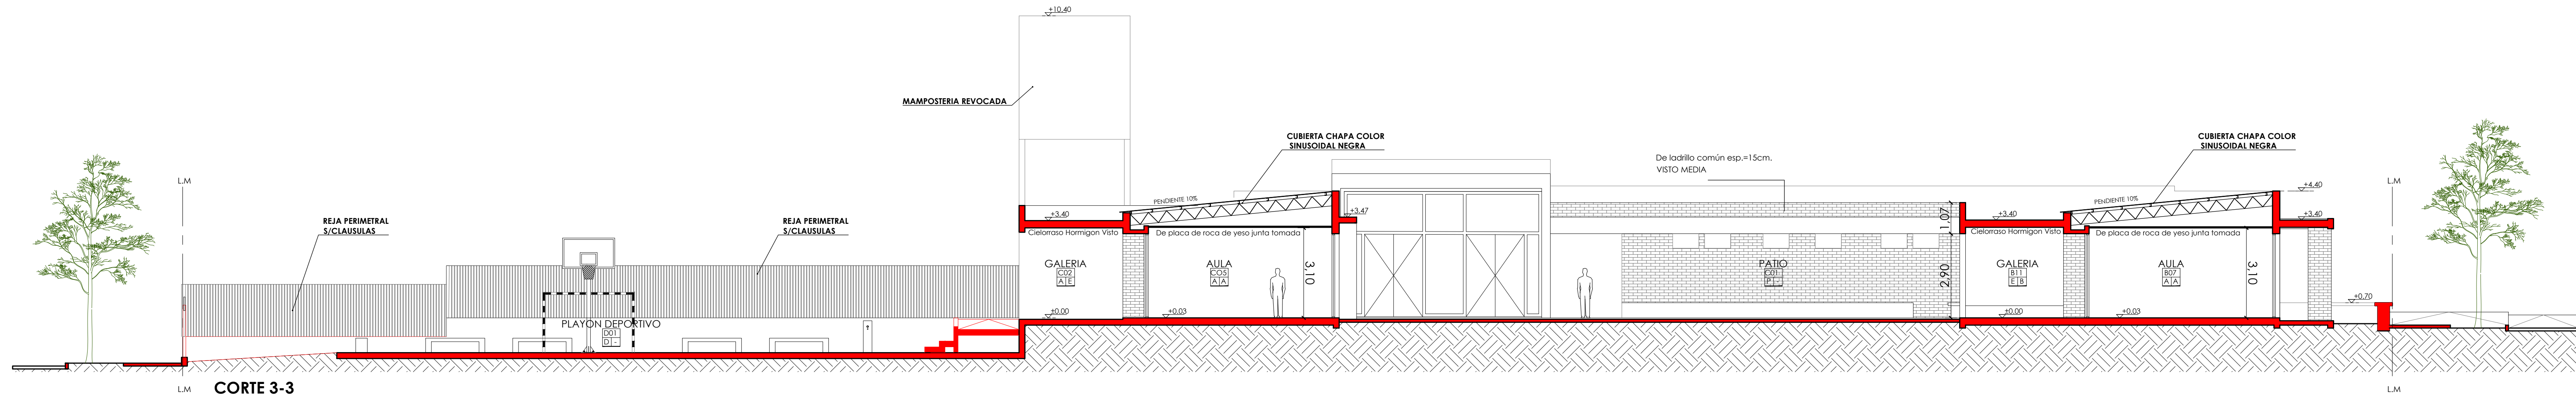 +10.40
MAMPOSTERIA REVOCADA
CUBIERTA CHAPA COLOR
SINUSOIDAL NEGRA
CUBIERTA CHAPA COLOR
SINUSOIDAL NEGRA
De ladrillo común esp.=15cm.
VISTO MEDIA
L.M
L.M
+4.40
PENDIENTE 10%
PENDIENTE 10%
REJA PERIMETRAL
S/CLAUSULAS
REJA PERIMETRAL
S/CLAUSULAS
+3.40
+3.47
1,07
+3.40
+3.40
Cielorraso Hormigon Visto
De placa de roca de yeso junta tomada
Cielorraso Hormigon Visto
De placa de roca de yeso junta tomada
GALERIA
C02
A E
AULA
CO5
A A
3,10
PATIO
C01
P -
2,90
GALERIA
B11
E B
AULA
B07
A A
3,10
+0.70
+0.00
+0.03
+0.00
+0.03
PLAYON DEPORTIVO
D01
D -
L.M
CORTE 3-3
L.M